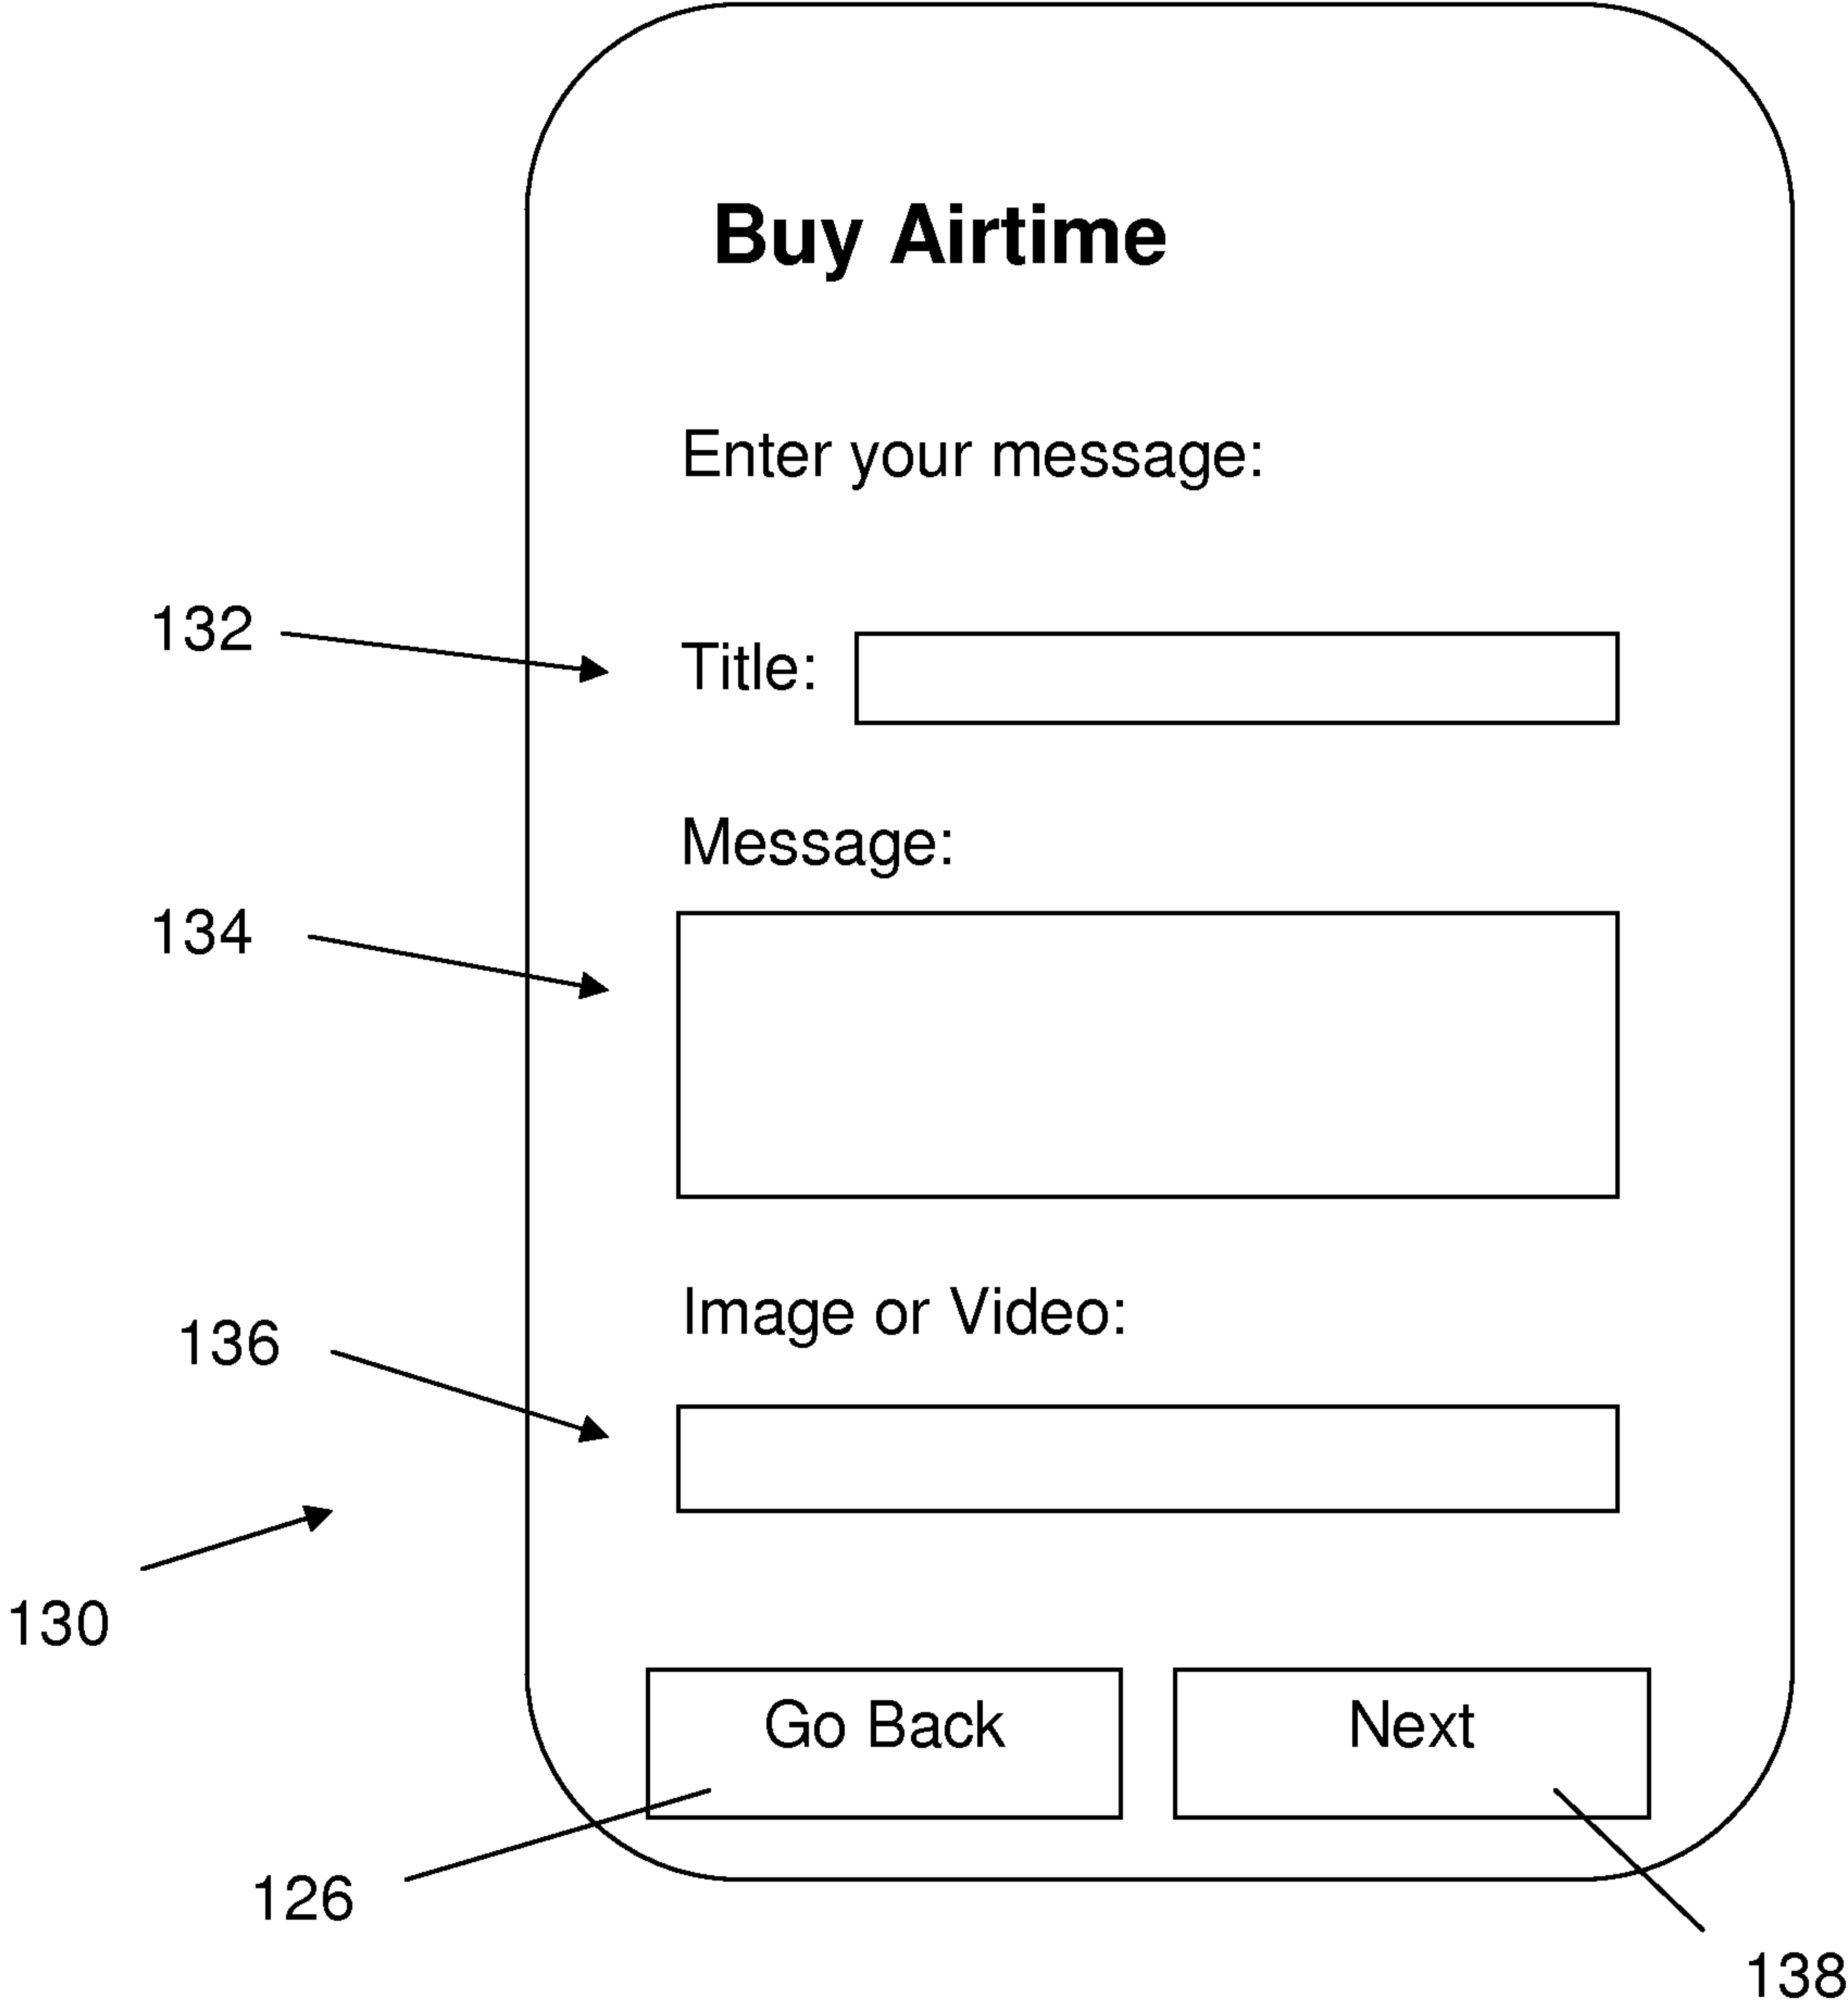 Buy Airtime
Enter your message:
132
Title:
Message:
134
Image or Video:
136
130
Go Back
Next
126
138